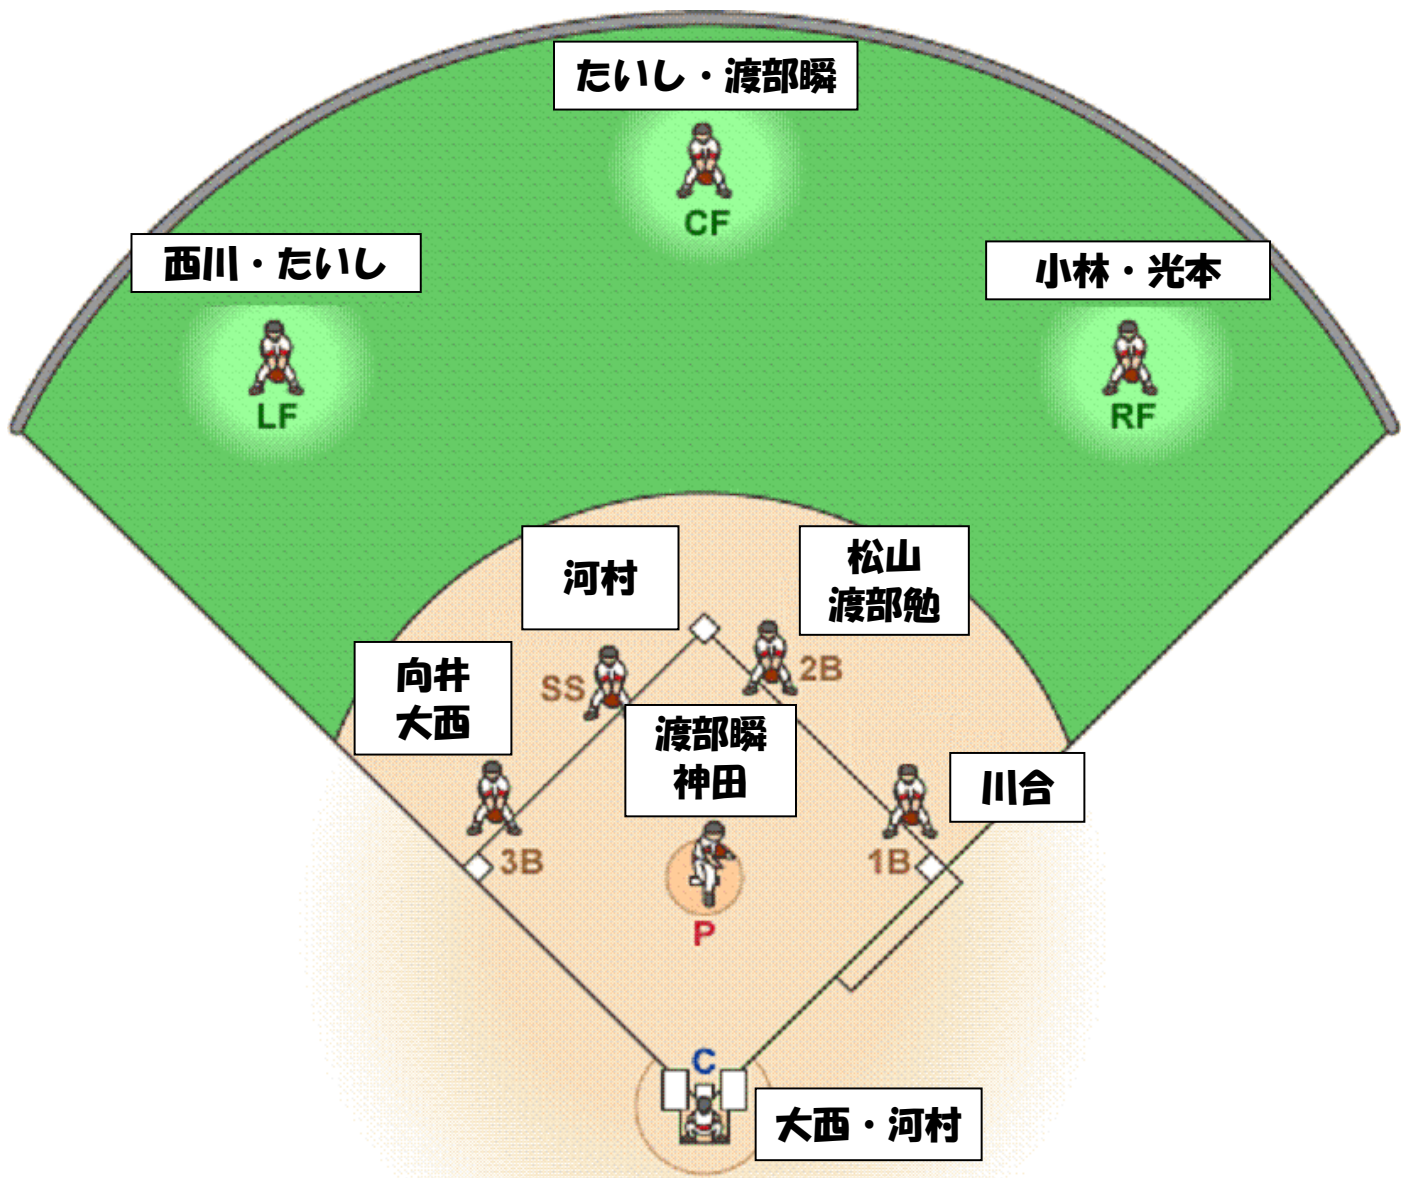 たいし・渡部瞬
CF
西川・たいし
LF
小林・光本
RF
河村
SS
松山
渡部勉
2B
向井
大西
3B
渡部瞬
神田
P
川合
1B
C
大西・河村